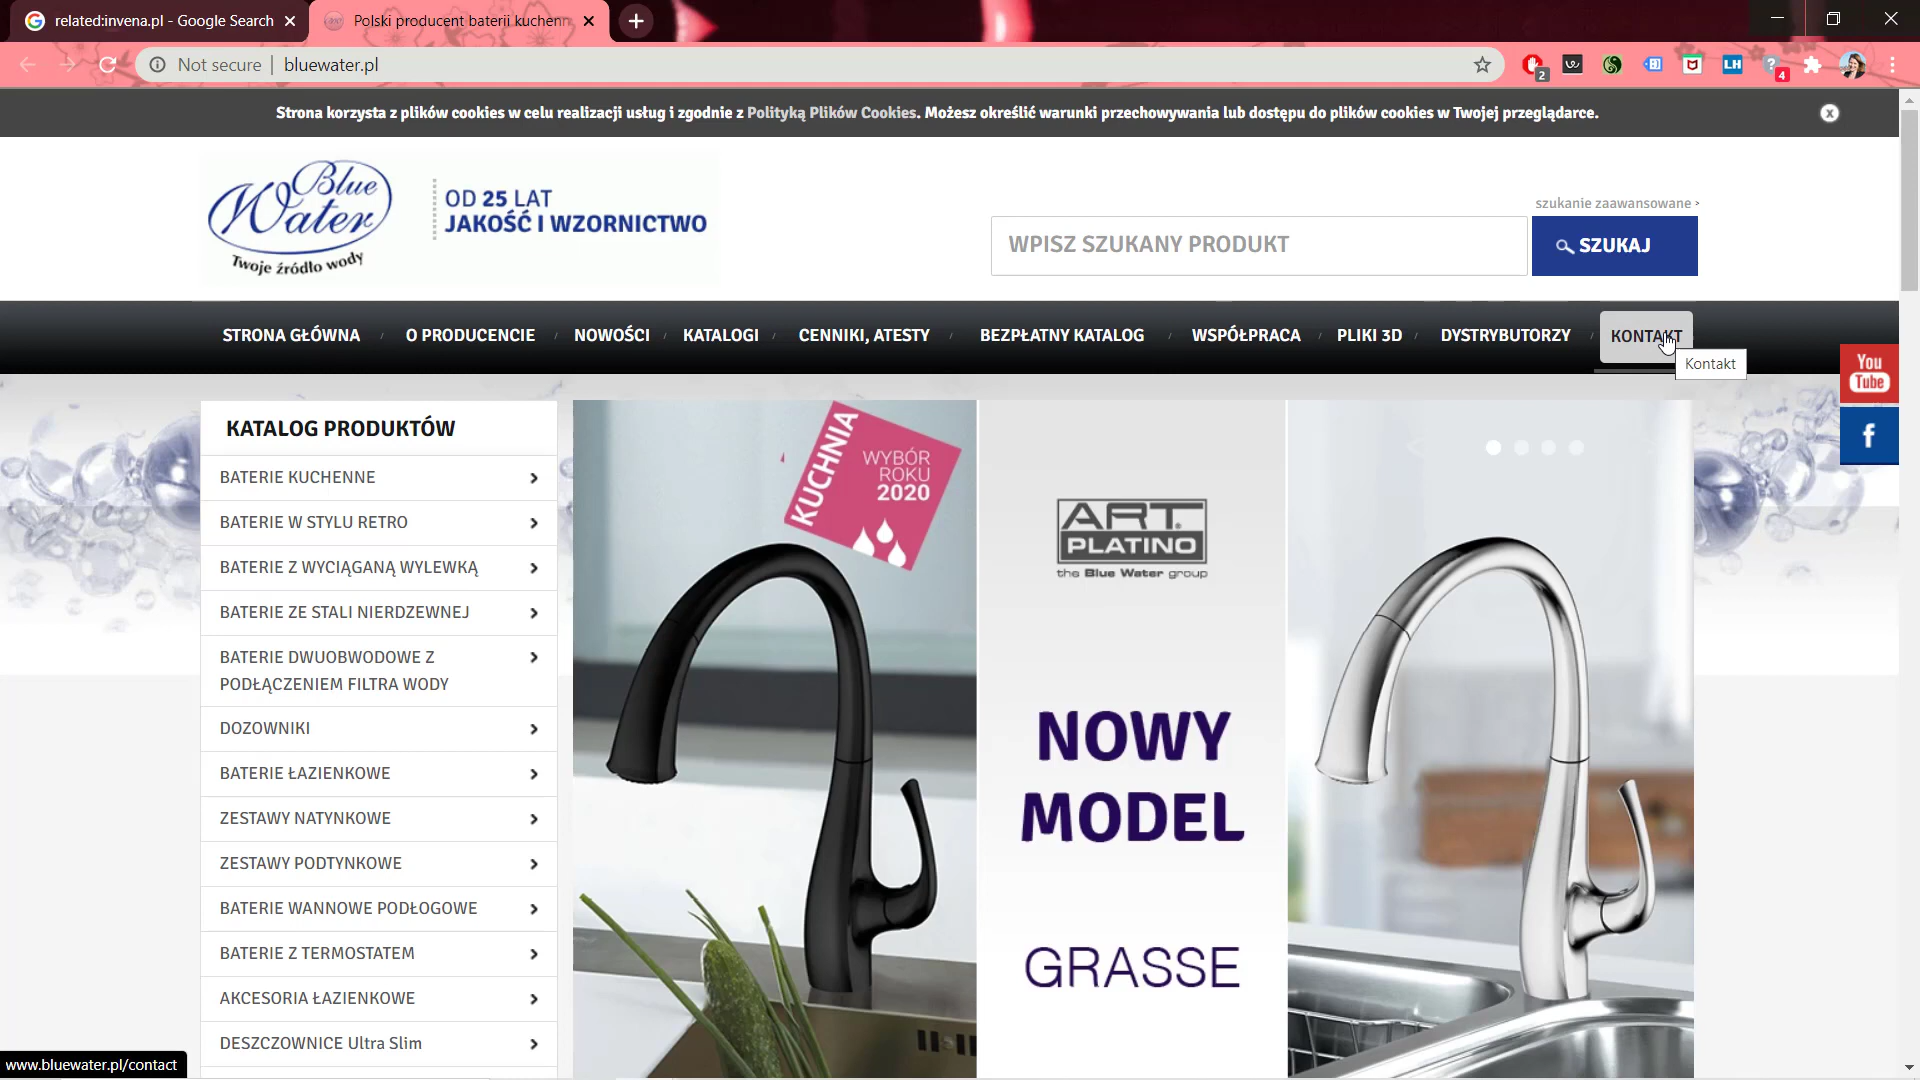 related:invena.pl - Google Search
Polski producent baterii kuchenn
Not secure
bluewater.pl
2
4
LH
Strona korzysta z plików cookies w celu realizacji usług i zgodnie z Polityką Plików Cookies. Możesz określić warunki przechowywania lub dostępu do plików cookies w Twojej przeglądarce.
x
Blue
Water
Twoje źródło wody
OD 25 LAT
JAKOŚĆ I WZORNICTWO
szukanie zaawansowane >
WPISZ SZUKANY PRODUKT
SZUKAJ
STRONA GŁÓWNA / O PRODUCENCIE / NOWOŚCI / KATALOGI / CENNIKI, ATESTY / BEZPŁATNY KATALOG / WSPÓŁPRACA / PLIKI 3D / DYSTRYBUTORZY / KONTAKT
Kontakt
You
Tube
f
KATALOG PRODUKTÓW
BATERIE KUCHENNE
BATERIE W STYLU RETRO
BATERIE Z WYCIĄGANĄ WYLEWKĄ
BATERIE ZE STALI NIERDZEWNEJ
BATERIE DWUOBWODOWE Z
PODŁĄCZENIEM FILTRA WODY
DOZOWNIKI
BATERIE ŁAZIENKOWE
ZESTAWY NATYNKOWE
ZESTAWY PODTYNKOWE
BATERIE WANNOWE PODŁOGOWE
BATERIE Z TERMOSTATEM
AKCESORIA ŁAZIENKOWE
DESZCZOWNICE Ultra Slim
KUCHNIA
WYBÓR
ROKU
2020
ART.
PLATINO
the Blue Water group
NOWY
MODEL
GRASSE
www.bluewater.pl/contact